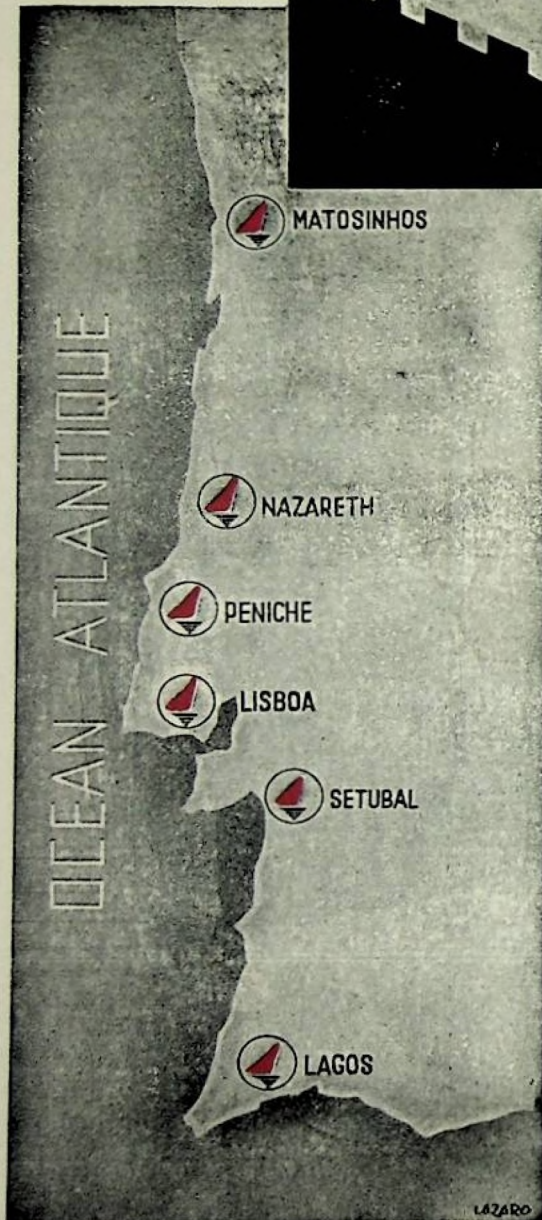 MATOSINHOS
OCEAN ATLANTIQUE
NAZARETH
PENICHE
LISBOA
SETUBAL
LAGOS
LAZARO